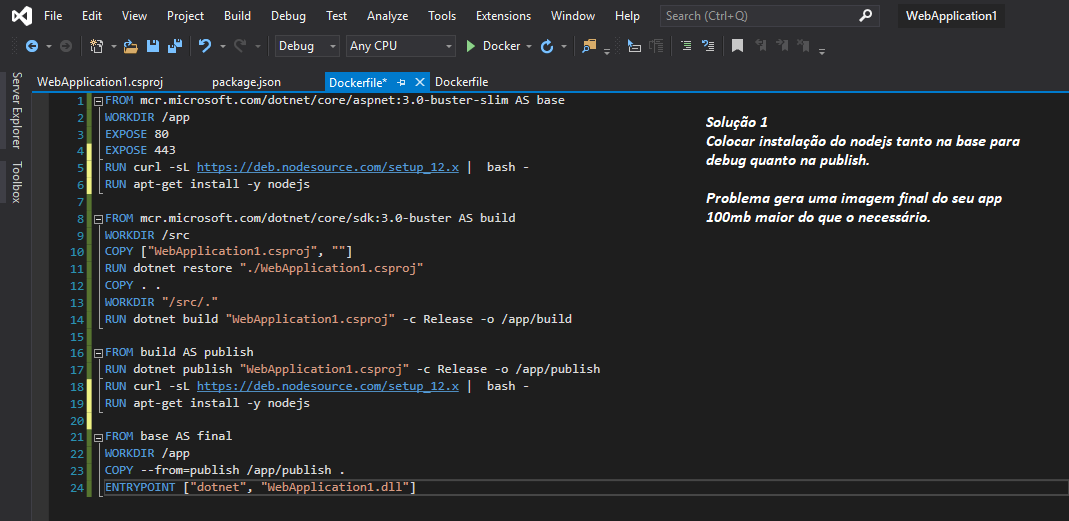 File Edit View Project Build Debug Test Analyze Tools Extensions Window Help Search (Ctrl+Q) WebApplication1
Debug Any CPU Docker
WebApplication1.csproj package.json Dockerfile* Dockerfile
Server Explorer
Toolbox
1 FROM mcr.microsoft.com/dotnet/core/aspnet:3.0-buster-slim AS base
2 WORKDIR /app
3 EXPOSE 80
4 EXPOSE 443
5 RUN curl -sL https://deb.nodesource.com/setup_12.x |  bash -
6 RUN apt-get install -y nodejs
7
8 FROM mcr.microsoft.com/dotnet/core/sdk:3.0-buster AS build
9 WORKDIR /src
10 COPY ["WebApplication1.csproj", ""]
11 RUN dotnet restore "./WebApplication1.csproj"
12 COPY . .
13 WORKDIR "/src/."
14 RUN dotnet build "WebApplication1.csproj" -c Release -o /app/build
15
16 FROM build AS publish
17 RUN dotnet publish "WebApplication1.csproj" -c Release -o /app/publish
18 RUN curl -sL https://deb.nodesource.com/setup_12.x |  bash -
19 RUN apt-get install -y nodejs
20
21 FROM base AS final
22 WORKDIR /app
23 COPY --from=publish /app/publish .
24 ENTRYPOINT ["dotnet", "WebApplication1.dll"]
Solução 1
Colocar instalação do nodejs tanto na base para
debug quanto na publish.
Problema gera uma imagem final do seu app
100mb maior do que o necessário.